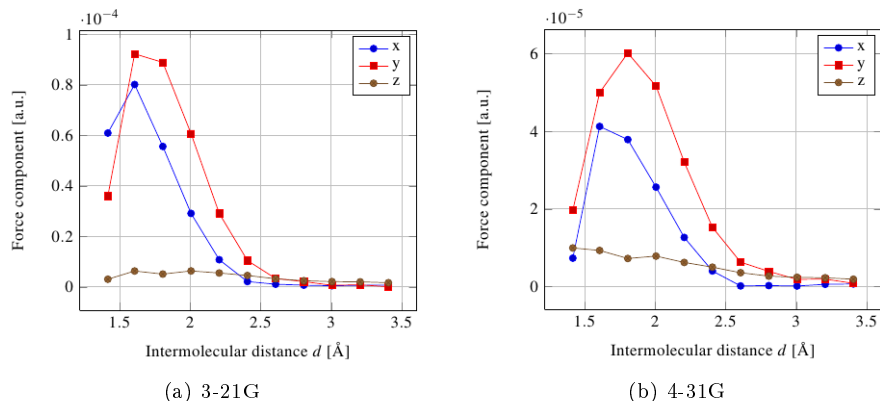 ·10⁻⁴
1
0.8
0.6
0.4
0.2
0
1.5 2 2.5 3 3.5
Force component [a.u.]
Intermolecular distance d [Å]
x
y
z
(a) 3-21G
·10⁻⁵
6
4
2
0
1.5 2 2.5 3 3.5
Force component [a.u.]
Intermolecular distance d [Å]
x
y
z
(b) 4-31G